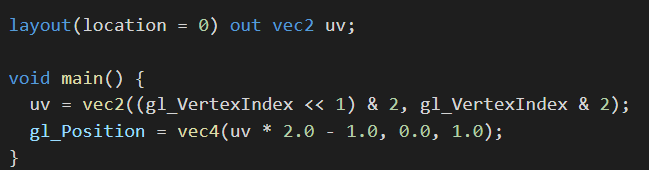 layout(location = 0) out vec2 uv;
void main() {
uv = vec2((gl_VertexIndex << 1) & 2, gl_VertexIndex & 2);
gl_Position = vec4(uv * 2.0 - 1.0, 0.0, 1.0);
}